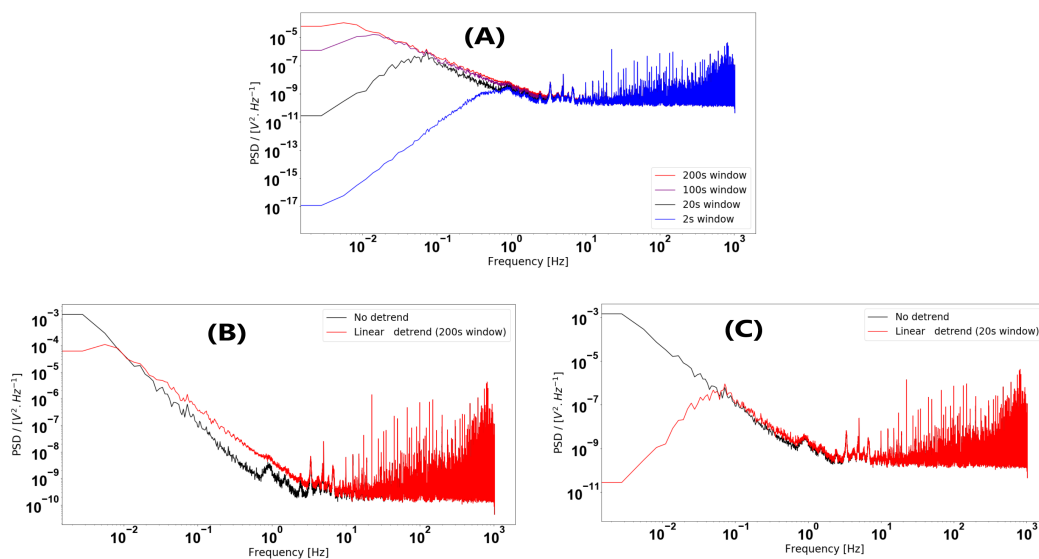 (A)
PSD / [V². Hz⁻¹]
10⁻⁵
10⁻⁷
10⁻⁹
10⁻¹¹
10⁻¹³
10⁻¹⁵
10⁻¹⁷
200s window
100s window
20s window
2s window
10⁻² 10⁻¹ 10⁰ 10¹ 10² 10³
Frequency [Hz]
(B)
PSD / [V². Hz⁻¹]
10⁻³
10⁻⁴
10⁻⁵
10⁻⁶
10⁻⁷
10⁻⁸
10⁻⁹
10⁻¹⁰
No detrend
Linear detrend (200s window)
10⁻² 10⁻¹ 10⁰ 10¹ 10² 10³
Frequency [Hz]
(C)
PSD / [V². Hz⁻¹]
10⁻³
10⁻⁵
10⁻⁷
10⁻⁹
10⁻¹¹
No detrend
Linear detrend (20s window)
10⁻² 10⁻¹ 10⁰ 10¹ 10² 10³
Frequency [Hz]